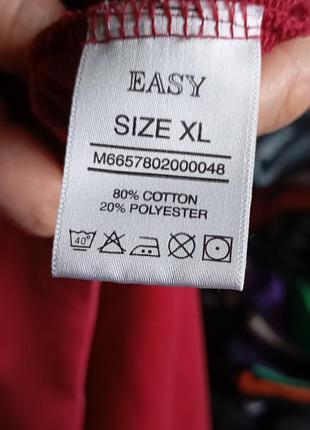 EASY
SIZE XL
M6657802000048
80% COTTON
20% POLYESTER
40°